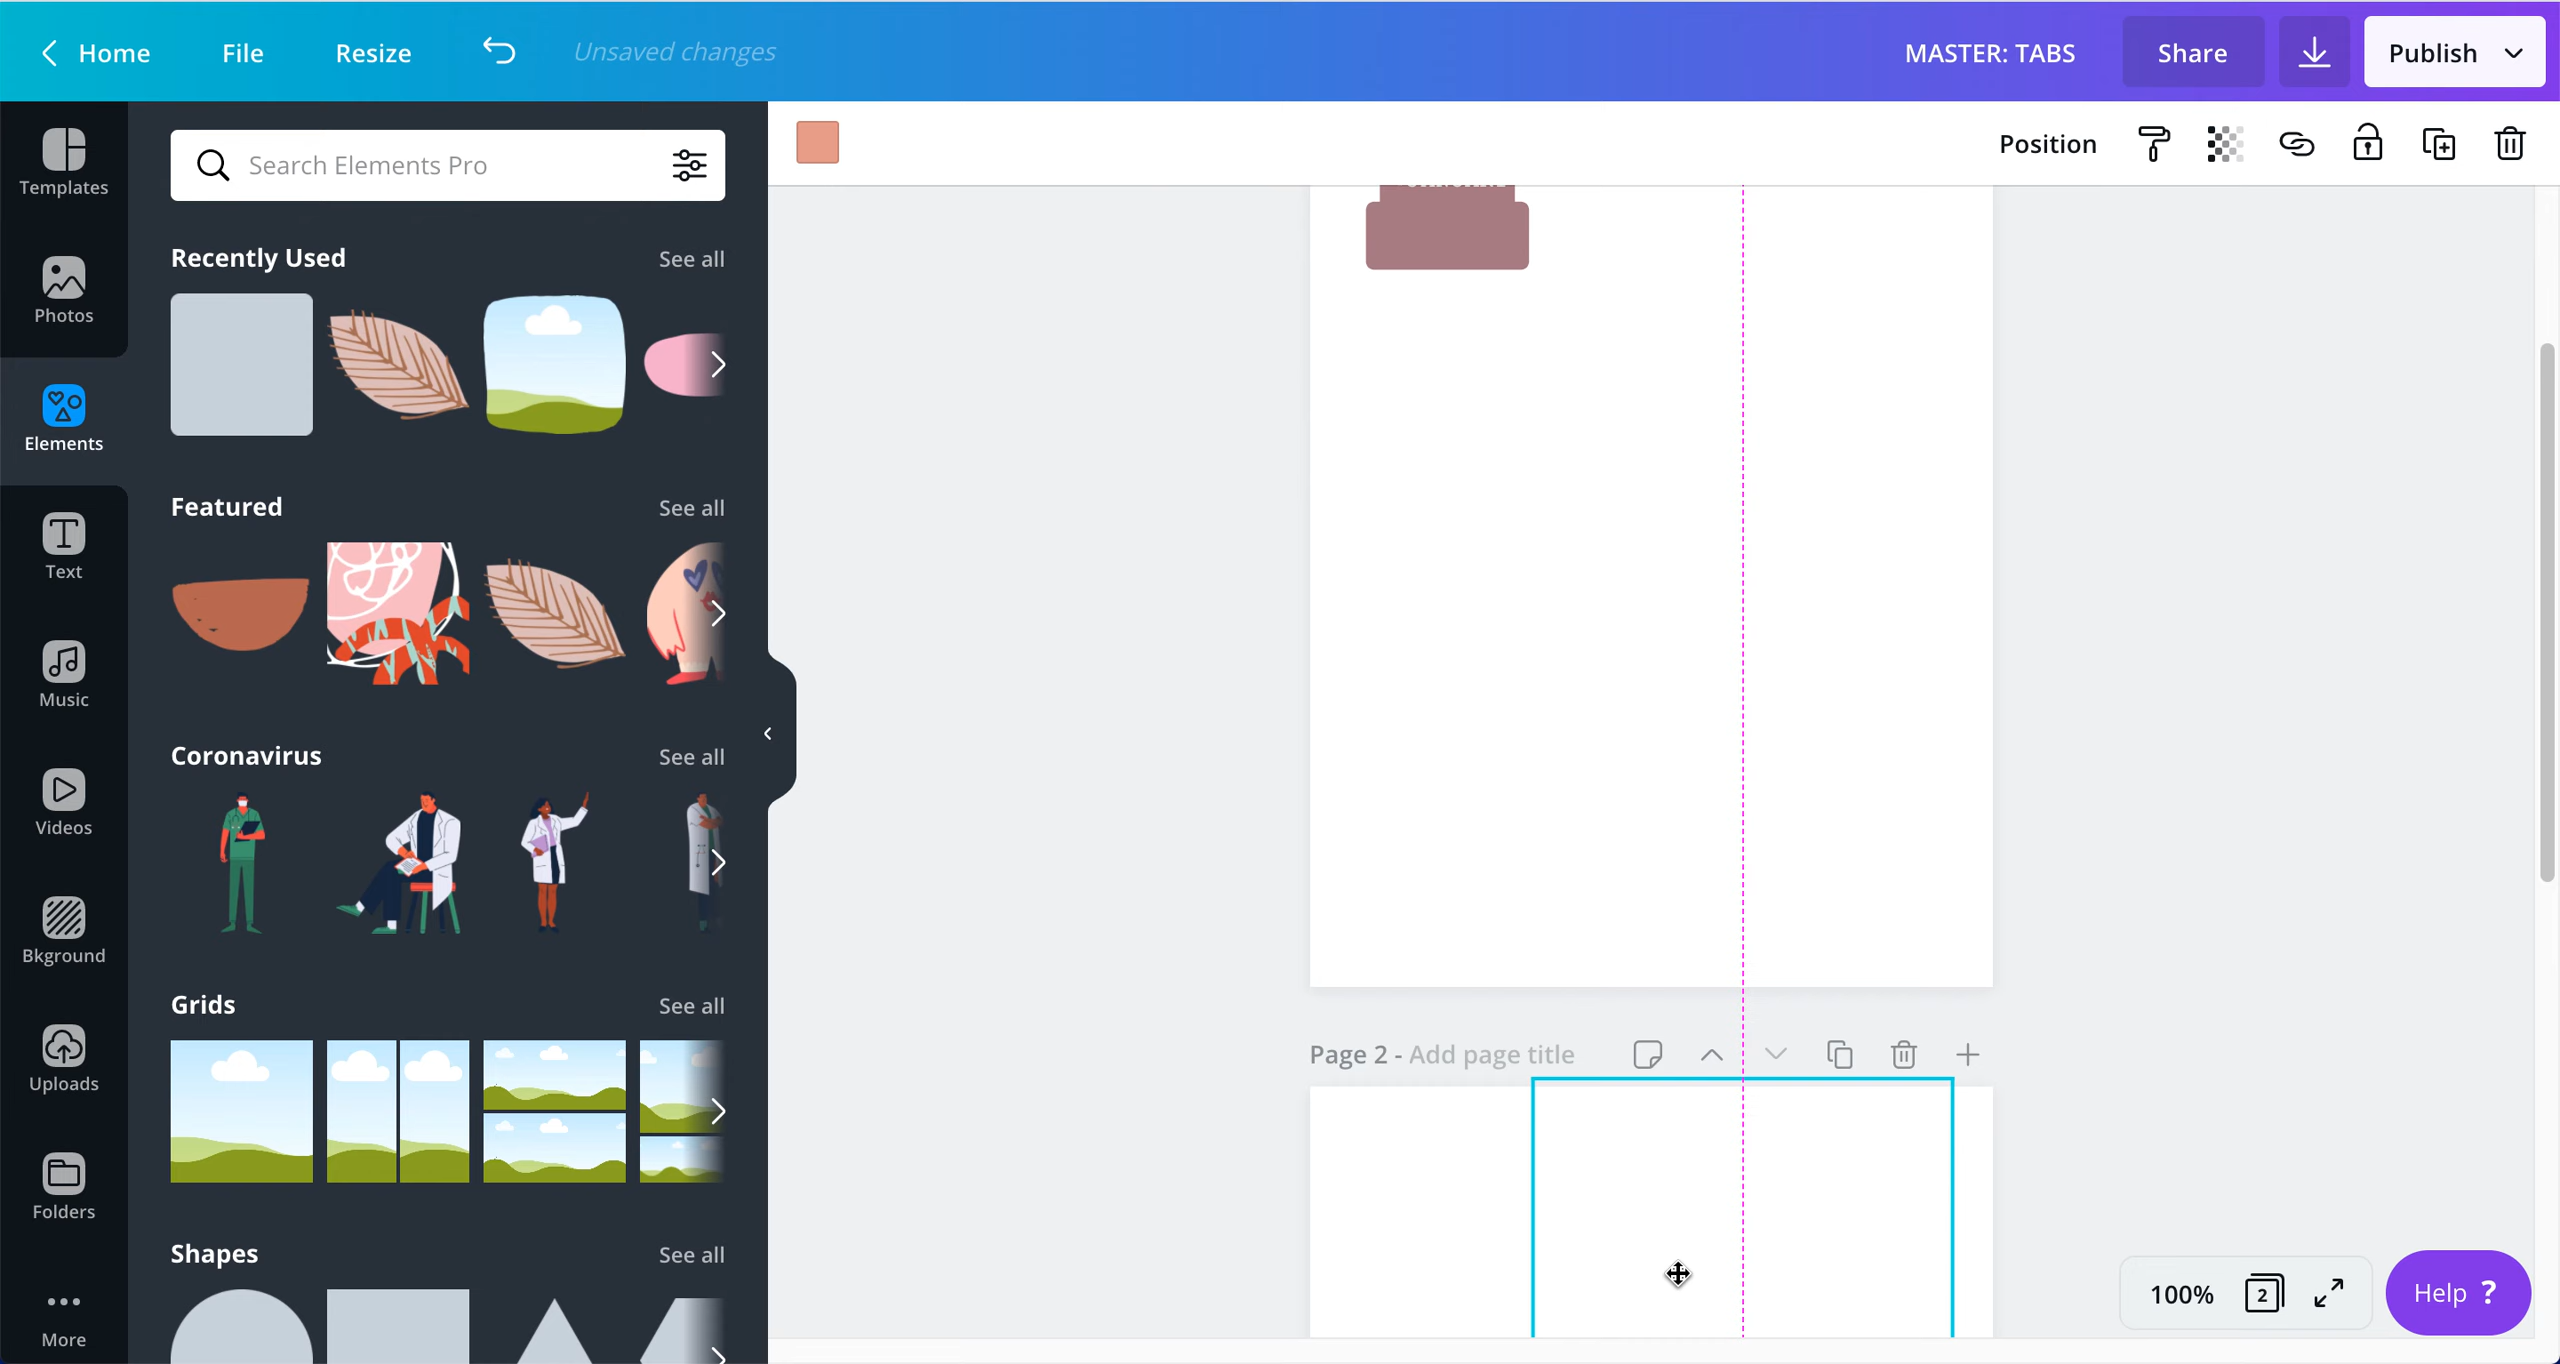 Home File Resize Unsaved changes MASTER: TABS Share Publish
Templates
Photos
Elements
Text
Music
Videos
Bkground
Uploads
Folders
More
Search Elements Pro
Recently Used See all
Featured See all
Coronavirus See all
Grids See all
Shapes See all
Position
Page 2 - Add page title
100% 2 Help ?